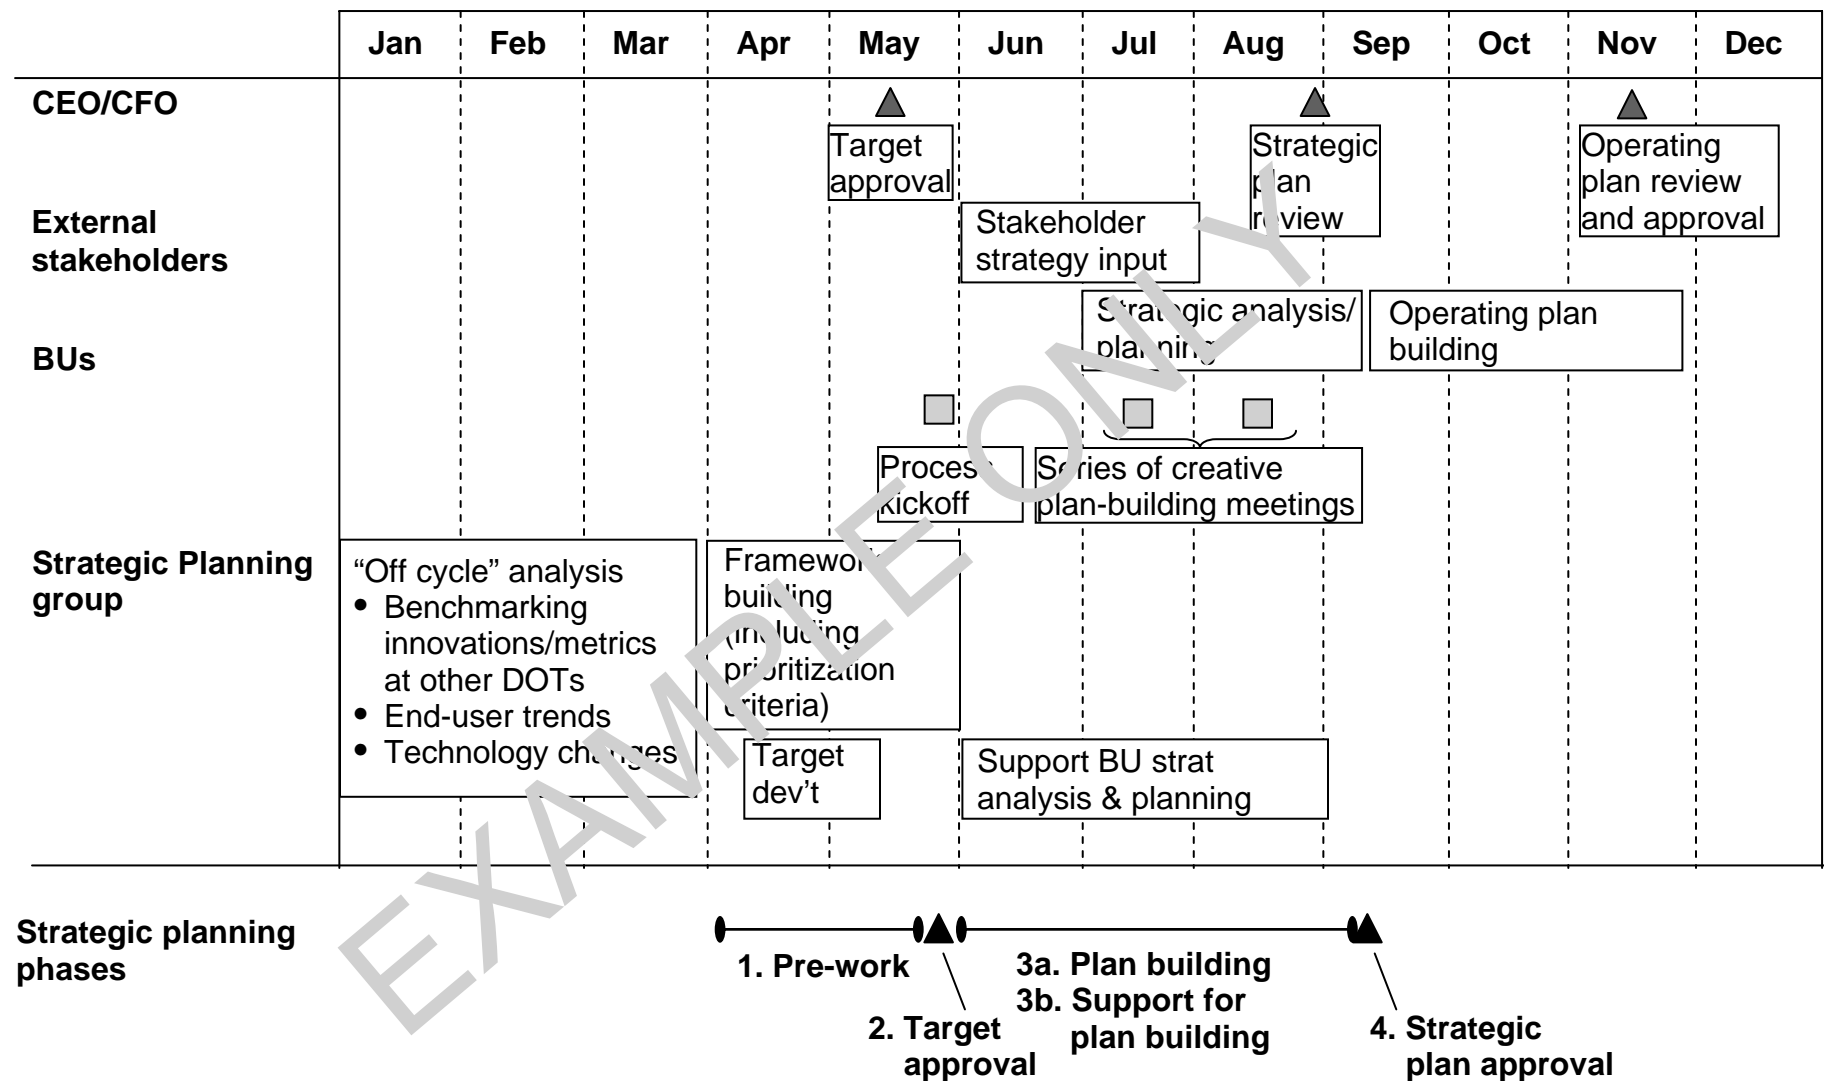 Jan Feb Mar Apr May Jun Jul Aug Sep Oct Nov Dec
CEO/CFO
Target
approval
Strategic
plan
review
Operating
plan review
and approval
External
stakeholders
Stakeholder
strategy input
BUs
Strategic analysis/
planning
Operating plan
building
Process
kickoff
Series of creative
plan-building meetings
Strategic Planning
group
“Off cycle” analysis
• Benchmarking
innovations/metrics
at other DOTs
• End-user trends
• Technology changes
Framework
building
(including
prioritization
criteria)
Target
dev’t
Support BU strat
analysis & planning
EXAMPLE ONLY
Strategic planning
phases
1. Pre-work
2. Target
approval
3a. Plan building
3b. Support for
plan building
4. Strategic
plan approval